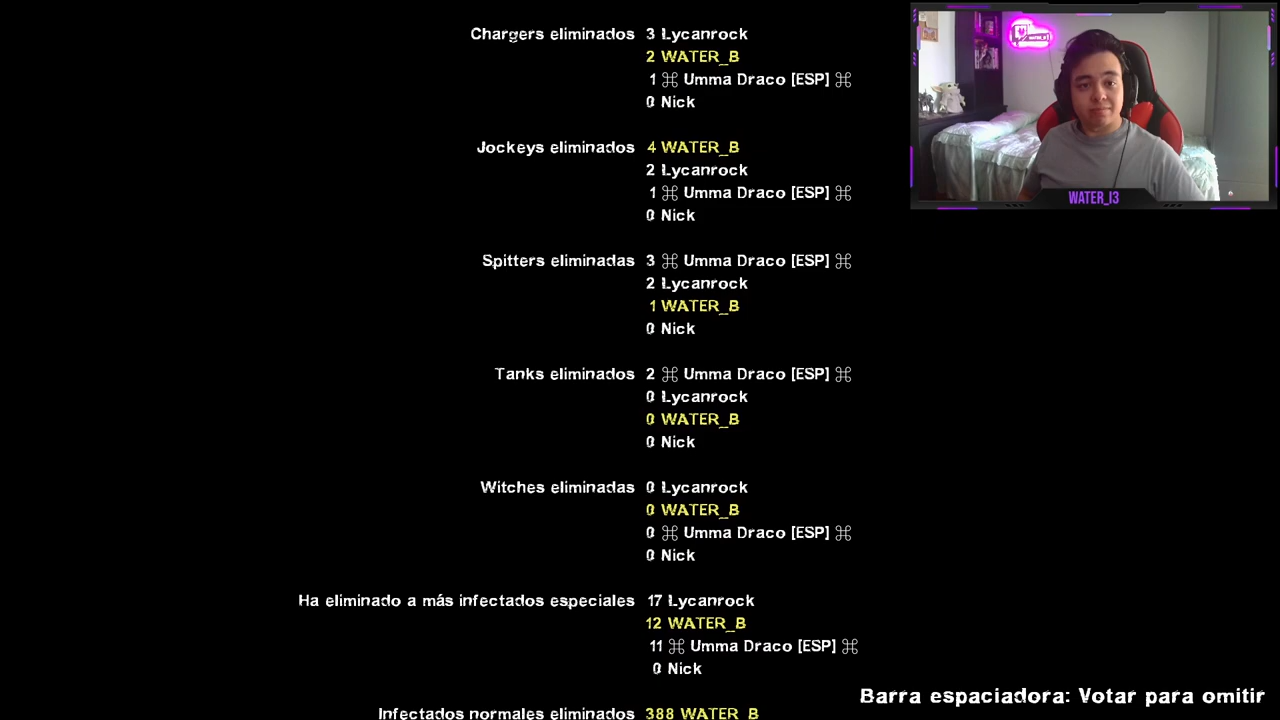 Chargers eliminados 3 Lycanrock
2 WATER_B
1 ⌘ Umma Draco [ESP] ⌘
0 Nick
Jockeys eliminados 4 WATER_B
2 Lycanrock
1 ⌘ Umma Draco [ESP] ⌘
0 Nick
Spitters eliminadas 3 ⌘ Umma Draco [ESP] ⌘
2 Lycanrock
1 WATER_B
0 Nick
Tanks eliminados 2 ⌘ Umma Draco [ESP] ⌘
0 Lycanrock
0 WATER_B
0 Nick
Witches eliminadas 0 Lycanrock
0 WATER_B
0 ⌘ Umma Draco [ESP] ⌘
0 Nick
Ha eliminado a más infectados especiales 17 Lycanrock
12 WATER_B
11 ⌘ Umma Draco [ESP] ⌘
0 Nick
Infectados normales eliminados 388 WATER_B
WATER_I3
Barra espaciadora: Votar para omitir